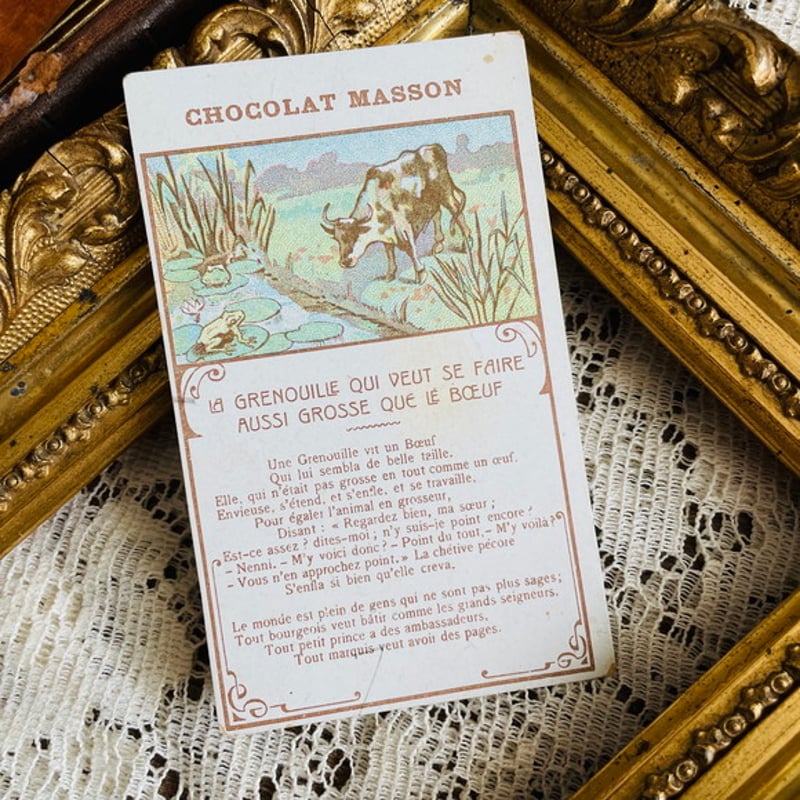 CHOCOLAT MASSON
LA GRENOUILLE QUI VEUT SE FAIRE
AUSSI GROSSE QUE LE BŒUF
Une Grenouille vit un Bœuf
Qui lui sembla de belle taille.
Elle, qui n'était pas grosse en tout comme un œuf.
Envieuse, s'étend, et s'enfle, et se travaille,
Pour égaler l'animal en grosseur,
Disant : « Regardez bien, ma sœur ;
Est-ce assez ? dites-moi ; n'y suis-je point encore ?
– Nenni. – M'y voici donc ? – Point du tout. – M'y voilà ?
– Vous n'en approchez point. » La chétive pécore
S'enfla si bien qu'elle creva.
Le monde est plein de gens qui ne sont pas plus sages ;
Tout bourgeois veut bâtir comme les grands seigneurs.
Tout petit prince a des ambassadeurs,
Tout marquis veut avoir des pages.